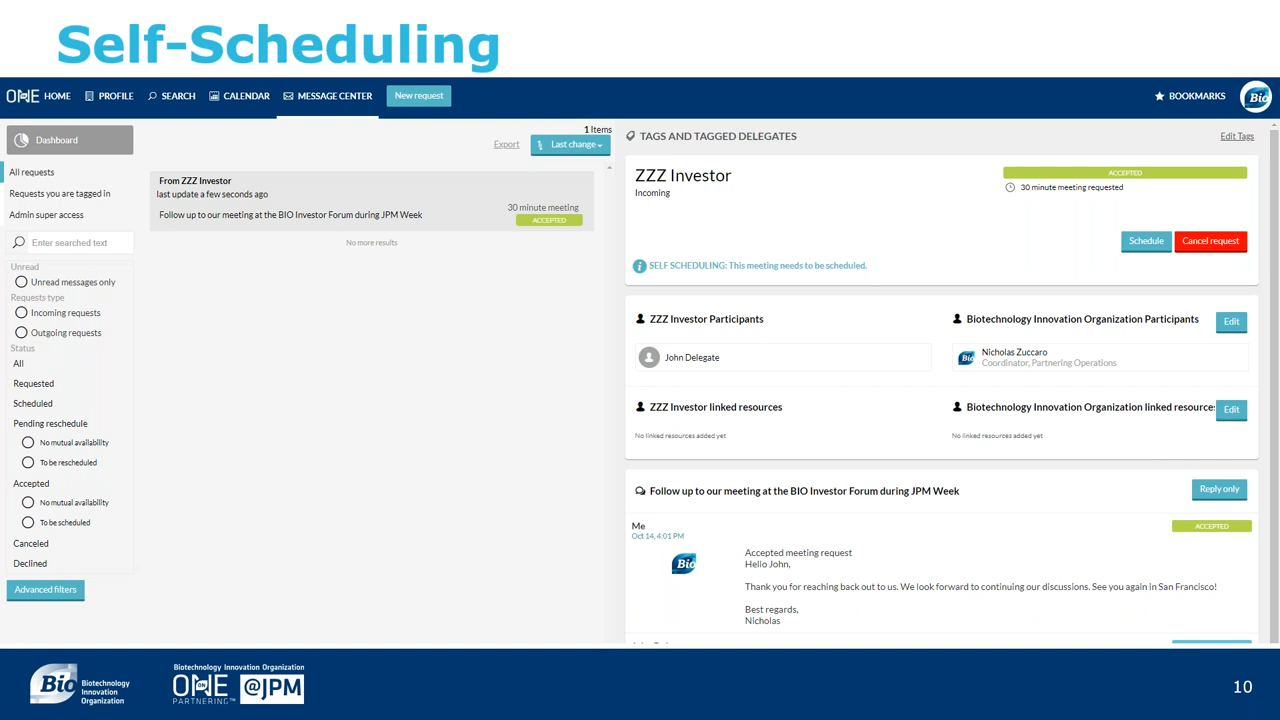 Self-Scheduling
ONE HOME
PROFILE
SEARCH
CALENDAR
MESSAGE CENTER
New request
BOOKMARKS
Bio
Dashboard
All requests
Requests you are tagged in
Admin super access
Enter searched text
Unread
Unread messages only
Requests type
Incoming requests
Outgoing requests
Status
All
Requested
Scheduled
Pending reschedule
No mutual availability
To be rescheduled
Accepted
No mutual availability
To be scheduled
Canceled
Declined
Advanced filters
1 Items
Export
Last change
From ZZZ Investor
last update a few seconds ago
30 minute meeting
Follow up to our meeting at the BIO Investor Forum during JPM Week
ACCEPTED
No more results
TAGS AND TAGGED DELEGATES
Edit Tags
ZZZ Investor
Incoming
ACCEPTED
30 minute meeting requested
Schedule
Cancel request
SELF SCHEDULING: This meeting needs to be scheduled.
ZZZ Investor Participants
John Delegate
Biotechnology Innovation Organization Participants
Edit
Bio
Nicholas Zuccaro
Coordinator, Partnering Operations
ZZZ Investor linked resources
No linked resources added yet
Biotechnology Innovation Organization linked resources
Edit
No linked resources added yet
Follow up to our meeting at the BIO Investor Forum during JPM Week
Reply only
Me
Oct 14, 4:01 PM
ACCEPTED
Bio
Accepted meeting request
Hello John,
Thank you for reaching back out to us. We look forward to continuing our discussions. See you again in San Francisco!
Best regards,
Nicholas
Bio
Biotechnology
Innovation
Organization
Biotechnology Innovation Organization
ONE ON ONE
PARTNERING™
@JPM
10